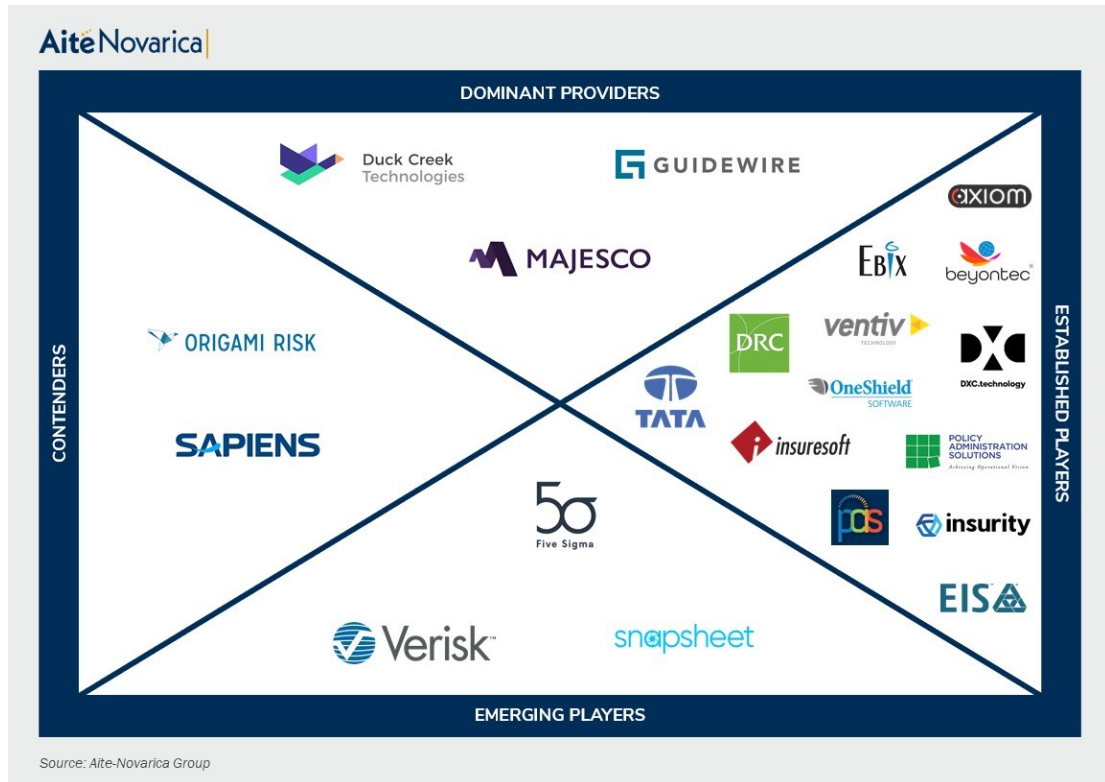 Aite Novarica
DOMINANT PROVIDERS
Duck Creek
Technologies
GUIDEWIRE
MAJESCO
axiom
EBIX
beyontec®
CONTENDERS
ORIGAMI RISK
SAPIENS
ESTABLISHED PLAYERS
DRC
ventiv
TECHNOLOGY
DXC.technology
TATA
OneShield
SOFTWARE
insuresoft
POLICY
ADMINISTRATION
SOLUTIONS
Achieving Operational Vision
pas
insurity
EIS
5σ
Five Sigma
Verisk™
snapsheet
EMERGING PLAYERS
Source: Aite-Novarica Group